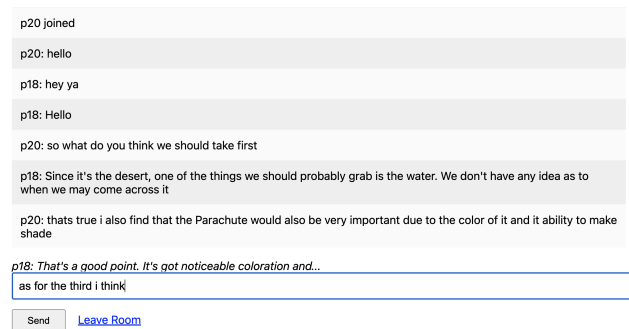 p20 joined
p20: hello
p18: hey ya
p18: Hello
p20: so what do you think we should take first
p18: Since it's the desert, one of the things we should probably grab is the water. We don't have any idea as to
when we may come across it
p20: thats true i also find that the Parachute would also be very important due to the color of it and it ability to make
shade
p18: That's a good point. It's got noticeable coloration and...
as for the third i think
Send Leave Room